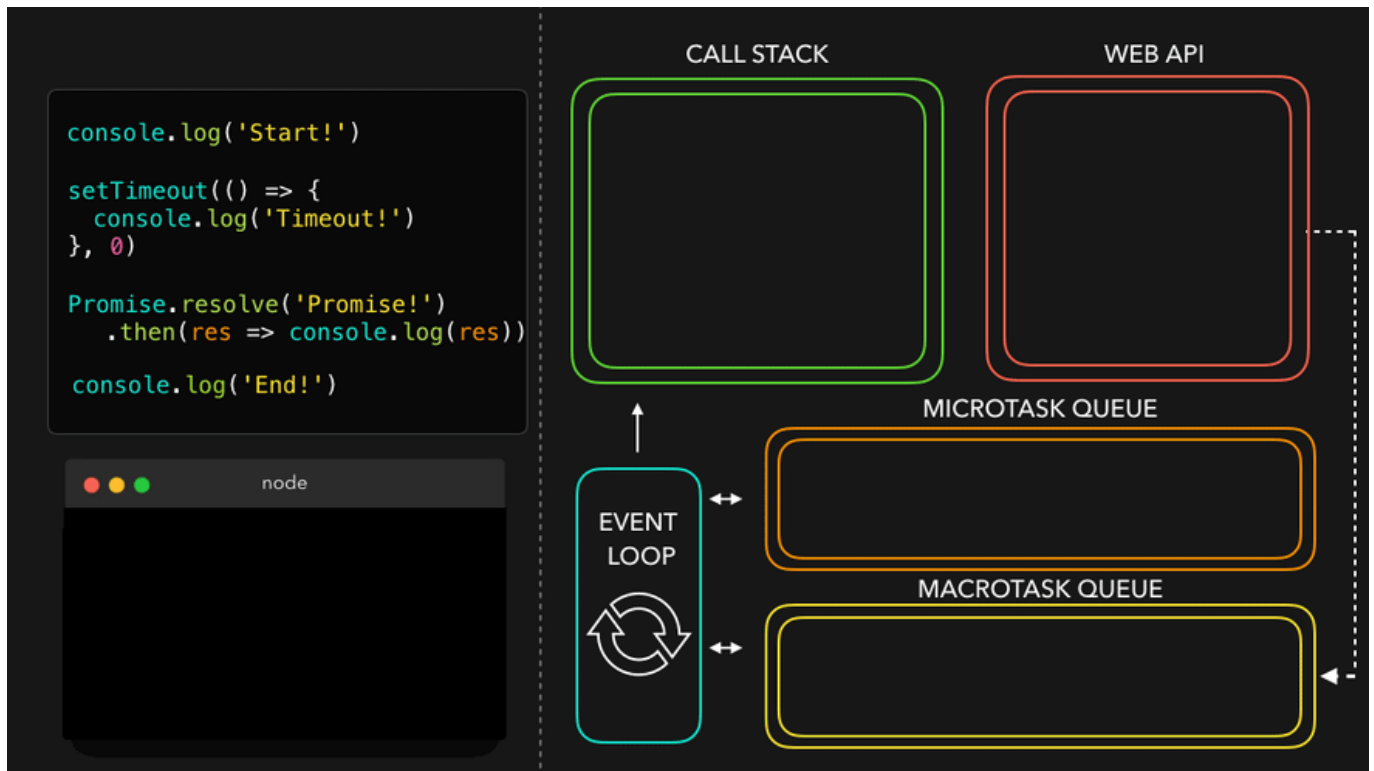 console.log('Start!')
setTimeout(() => {
  console.log('Timeout!')
}, 0)
Promise.resolve('Promise!')
   .then(res => console.log(res))
console.log('End!')
node
CALL STACK
WEB API
MICROTASK QUEUE
EVENT
LOOP
MACROTASK QUEUE